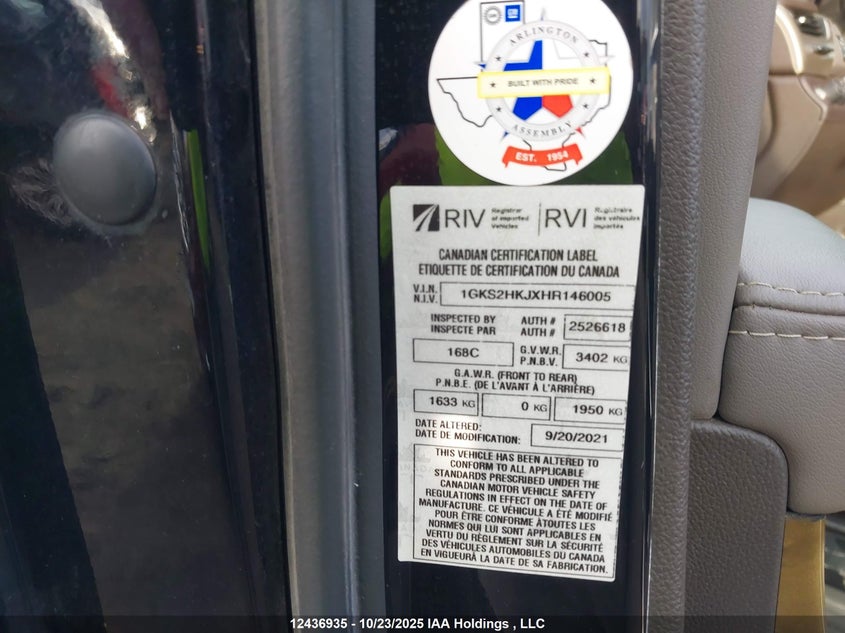 GM
ARLINGTON
BUILT WITH PRIDE
ASSEMBLY
EST. 1954
RIV Registrar of Imported Vehicles | RVI Registraire des véhicules importés
CANADIAN CERTIFICATION LABEL
ETIQUETTE DE CERTIFICATION DU CANADA
V.I.N. 1GKS2HKJXHR146005
N.I.V.
INSPECTED BY AUTH # 2526618
INSPECTE PAR AUTH #
168C G.V.W.R. 3402 KG
P.N.B.V.
G.A.W.R. (FRONT TO REAR)
P.N.B.E. (DE L'AVANT À L'ARRIÈRE)
1633 KG 0 KG 1950 KG
DATE ALTERED:
DATE DE MODIFICATION: 9/20/2021
THIS VEHICLE HAS BEEN ALTERED TO
CONFORM TO ALL APPLICABLE
STANDARDS PRESCRIBED UNDER THE
CANADIAN MOTOR VEHICLE SAFETY
REGULATIONS IN EFFECT ON THE DATE OF
MANUFACTURE. CE VÉHICULE A ÉTÉ MODIFIÉ
POUR ÊTRE CONFORME ÀTOUTES LES
NORMES QUI LUI SONT APPLICABLES EN
VERTU DU RÈGLEMENT SUR LA SÉCURITÉ
DES VÉHICULES AUTOMOBILES DU CANADA
EN VIGUEURÀ LA DATE DE SA FABRICATION.
12436935 - 10/23/2025 IAA Holdings , LLC